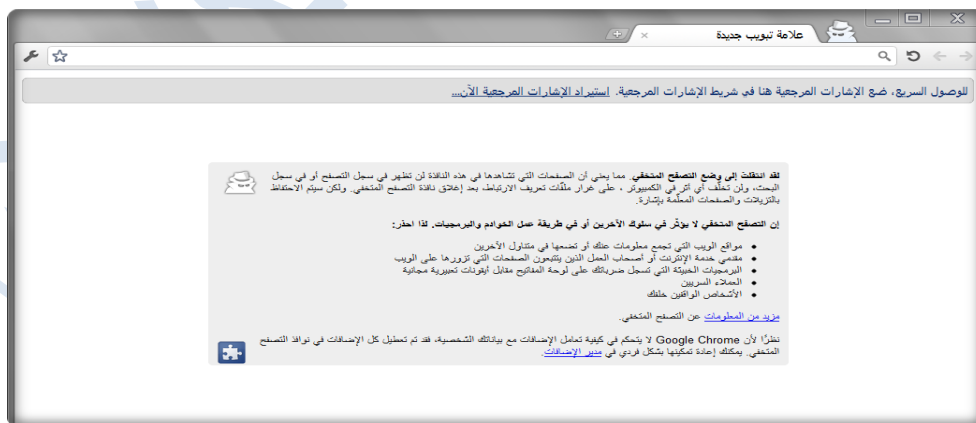 علامة تبويب جديدة
للوصول السريع، ضع الإشارات المرجعية هنا في شريط الإشارات المرجعية. استيراد الإشارات المرجعية الآن...
لقد انتقلت إلى وضع التصفح المتخفي. مما يعني أن الصفحات التي تشاهدها في هذه النافذة لن تظهر في سجل التصفح أو في سجل
البحث، ولن تخلّف أي أثر في الكمبيوتر ، على غرار ملفّات تعريف الارتباط، بعد إغلاق نافذة التصفح المتخفي. ولكن سيتم الاحتفاظ
بالتنزيلات والصفحات المعلّمة بإشارة.
إن التصفح المتخفي لا يؤثّر في سلوك الآخرين أو في طريقة عمل الخوادم والبرمجيات. لذا احذر:
• مواقع الويب التي تجمع معلومات عنك أو تضعها في متناول الآخرين
• مقدمي خدمة الإنترنت أو أصحاب العمل الذين يتتبعون الصفحات التي تزورها على الويب
• البرمجيات الخبيثة التي تسجل ضرباتك على لوحة المفاتيح مقابل أيقونات تعبيرية مجانية
• العملاء السريين
• الأشخاص الواقفين خلفك
مزيد من المعلومات عن التصفح المتخفي.
نظرًا لأن Google Chrome لا يتحكم في كيفية تعامل الإضافات مع بياناتك الشخصية، فقد تم تعطيل كل الإضافات في نوافذ التصفح
المتخفي. يمكنك إعادة تمكينها بشكل فردي في مدير الإضافات.